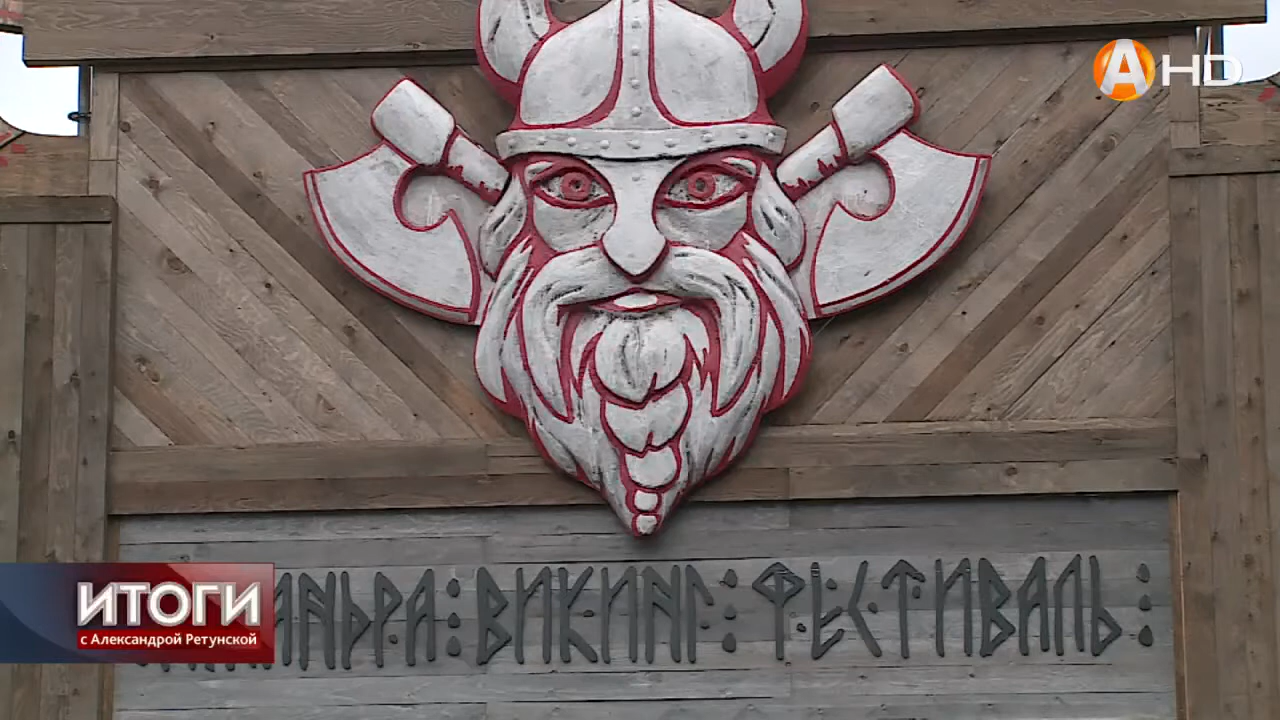 А HD
ВИКИНГ : ФЕСТИВАЛЬ :
ИТОГИ
с Александрой Ретунской